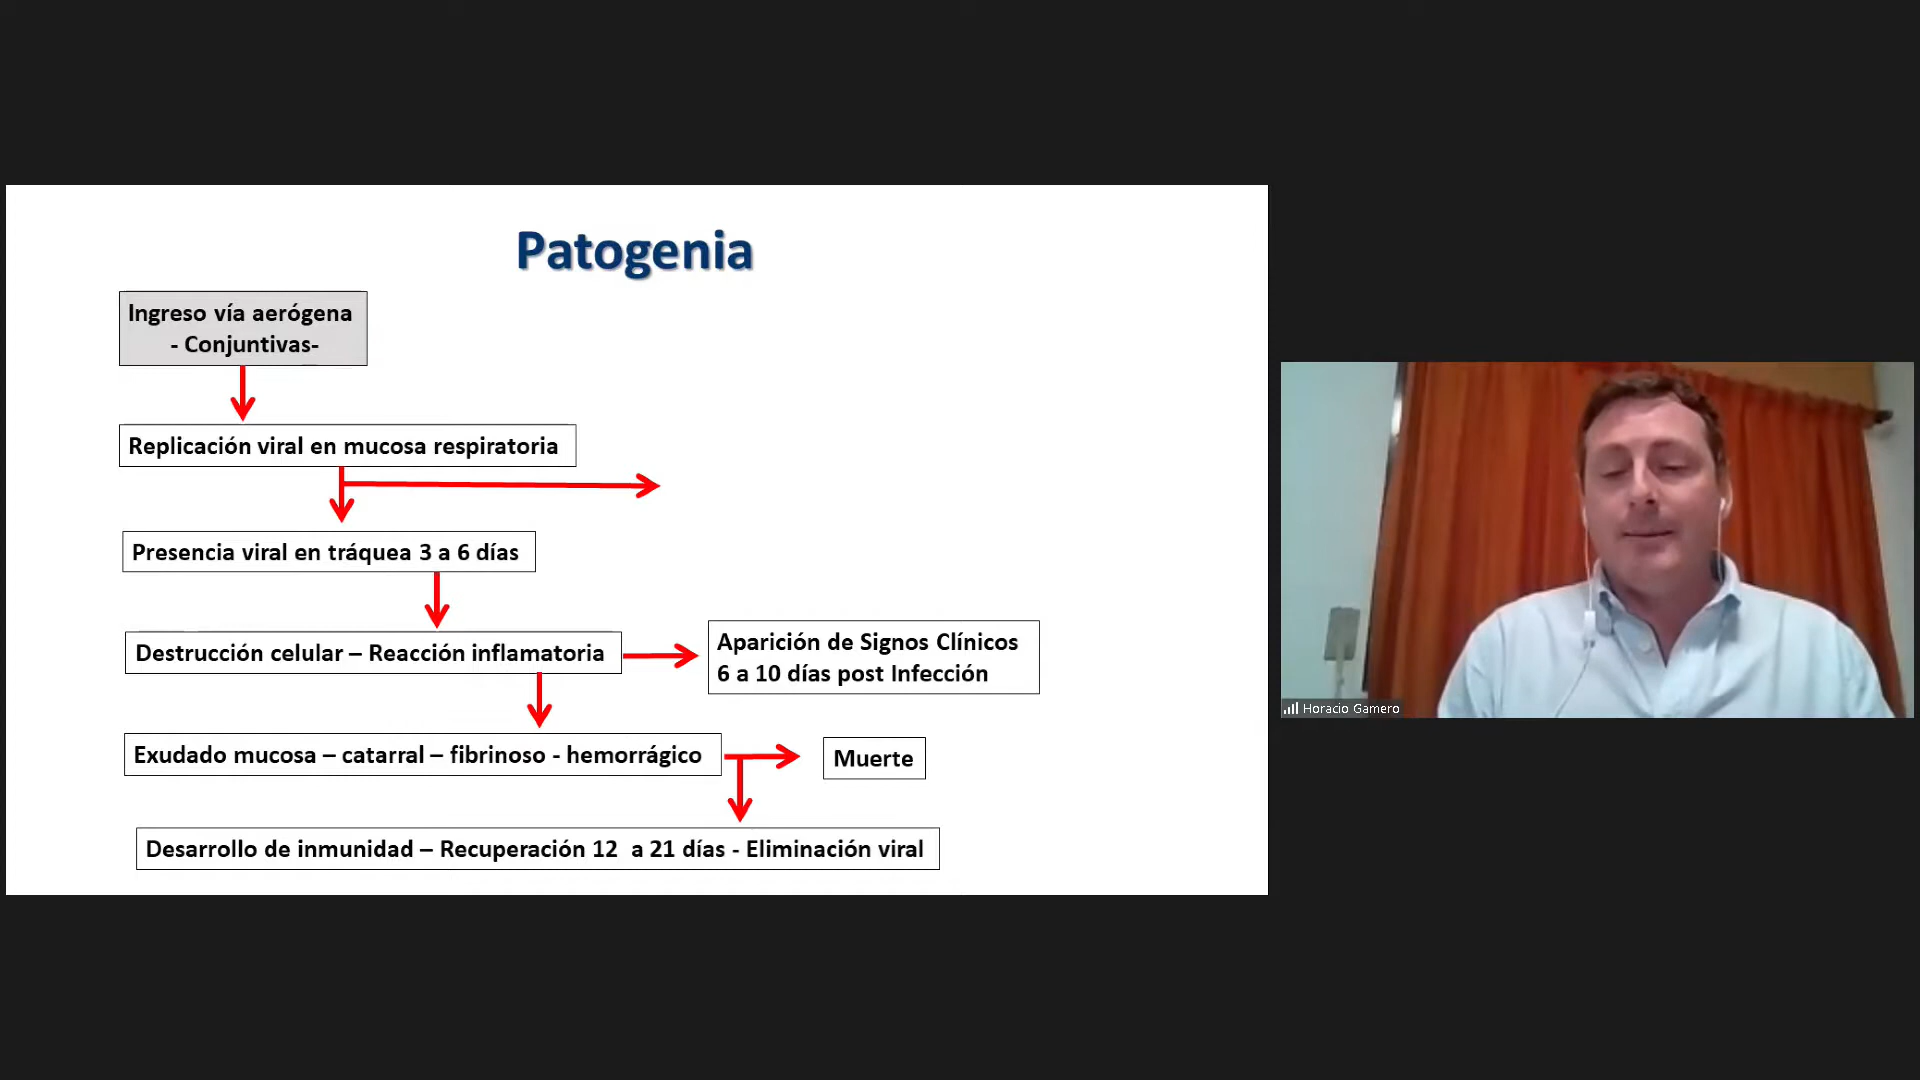 Patogenia
Ingreso vía aerógena
- Conjuntivas-
Replicación viral en mucosa respiratoria
Presencia viral en tráquea 3 a 6 días
Destrucción celular – Reacción inflamatoria
Aparición de Signos Clínicos
6 a 10 días post Infección
Exudado mucosa – catarral – fibrinoso - hemorrágico
Muerte
Desarrollo de inmunidad – Recuperación 12  a 21 días - Eliminación viral
Horacio Gamero